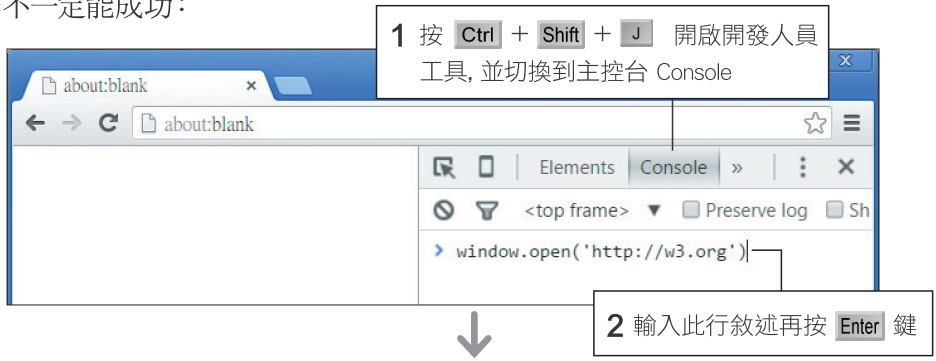 不一定能成功：
1 按 Ctrl + Shift + J 開啟開發人員
工具, 並切換到主控台 Console
about:blank
about:blank
Elements Console »
<top frame> ▼ Preserve log Sh
> window.open('http://w3.org')
2 輸入此行敘述再按 Enter 鍵